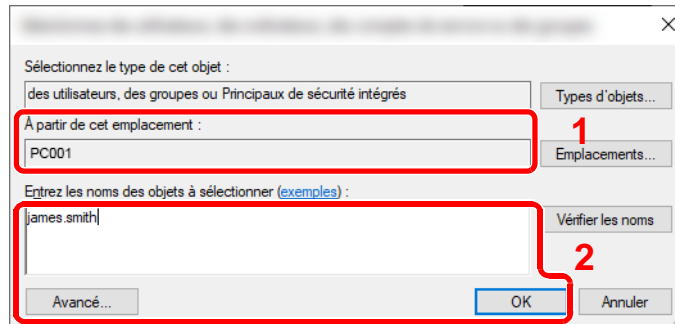 Sélectionnez le type de cet objet :
des utilisateurs, des groupes ou Principaux de sécurité intégrés
Types d'objets...
À partir de cet emplacement :
1
PC001
Emplacements...
Entrez les noms des objets à sélectionner (exemples) :
james.smith
Vérifier les noms
2
Avancé...
OK
Annuler